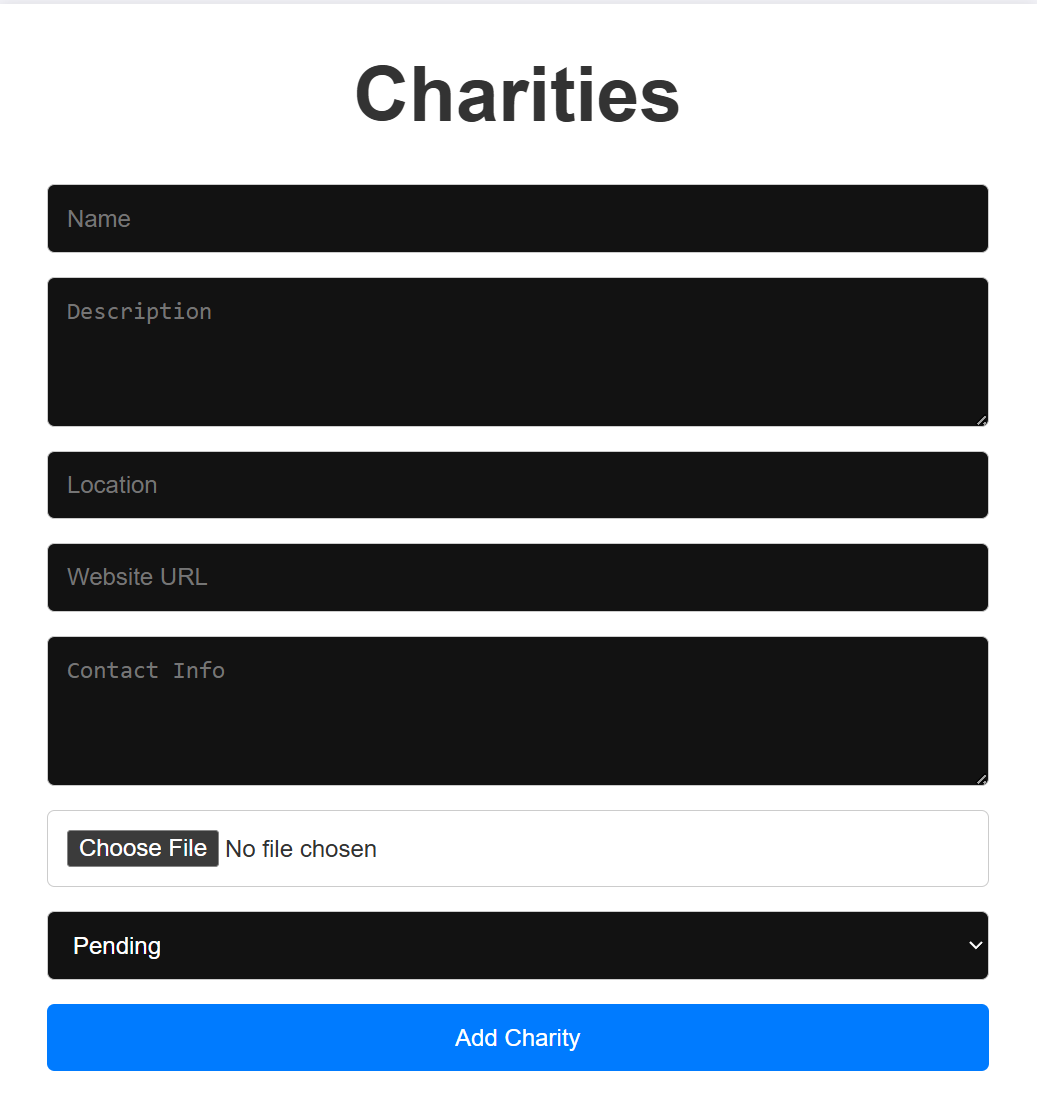 Charities
Name
Description
Location
Website URL
Contact Info
Choose File No file chosen
Pending
Add Charity